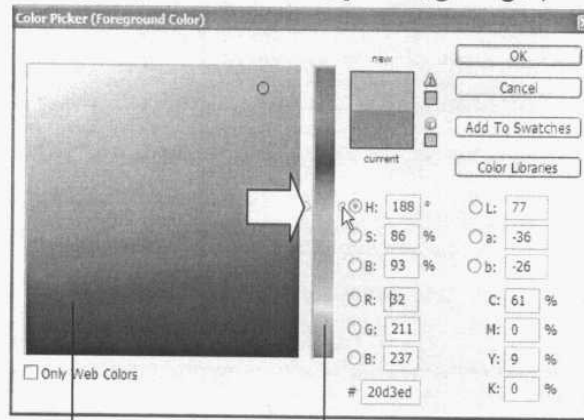 Color Picker (Foreground Color)
new
current
OK
Cancel
Add To Swatches
Color Libraries
H: 188 °
S: 86 %
B: 93 %
R: 32
G: 211
B: 237
# 20d3ed
L: 77
a: -36
b: -26
C: 61 %
M: 0 %
Y: 9 %
K: 0 %
Only Web Colors